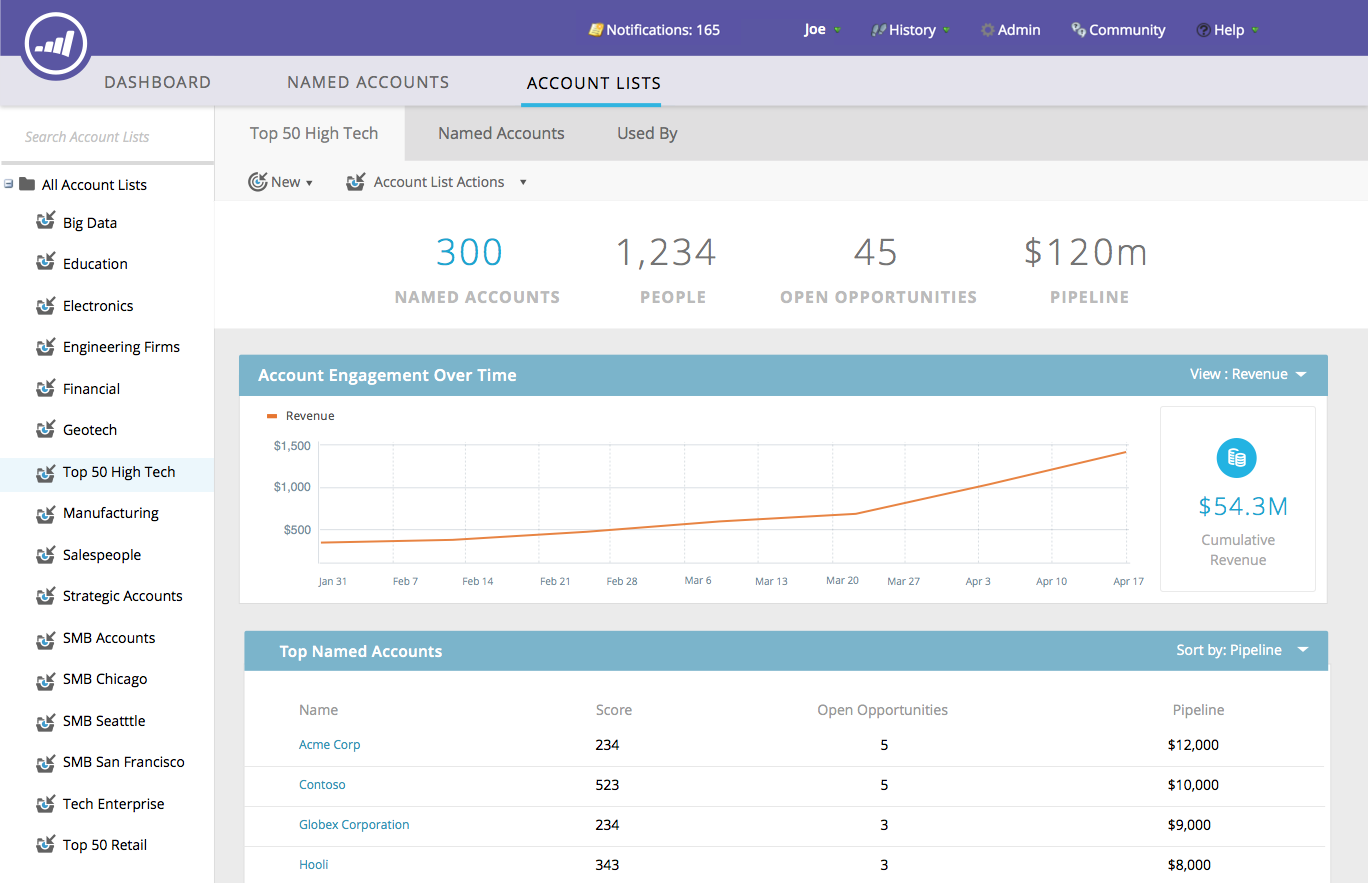 Notifications: 165 Joe History Admin Community Help
DASHBOARD NAMED ACCOUNTS ACCOUNT LISTS
Search Account Lists
All Account Lists
Big Data
Education
Electronics
Engineering Firms
Financial
Geotech
Top 50 High Tech
Manufacturing
Salespeople
Strategic Accounts
SMB Accounts
SMB Chicago
SMB Seatttle
SMB San Francisco
Tech Enterprise
Top 50 Retail
Top 50 High Tech Named Accounts Used By
New Account List Actions
300 1,234 45 $120m
NAMED ACCOUNTS PEOPLE OPEN OPPORTUNITIES PIPELINE
Account Engagement Over Time View : Revenue
Revenue
$1,500
$1,000
$500
Jan 31 Feb 7 Feb 14 Feb 21 Feb 28 Mar 6 Mar 13 Mar 20 Mar 27 Apr 3 Apr 10 Apr 17
$54.3M
Cumulative
Revenue
Top Named Accounts Sort by: Pipeline
Name Score Open Opportunities Pipeline
Acme Corp 234 5 $12,000
Contoso 523 5 $10,000
Globex Corporation 234 3 $9,000
Hooli 343 3 $8,000